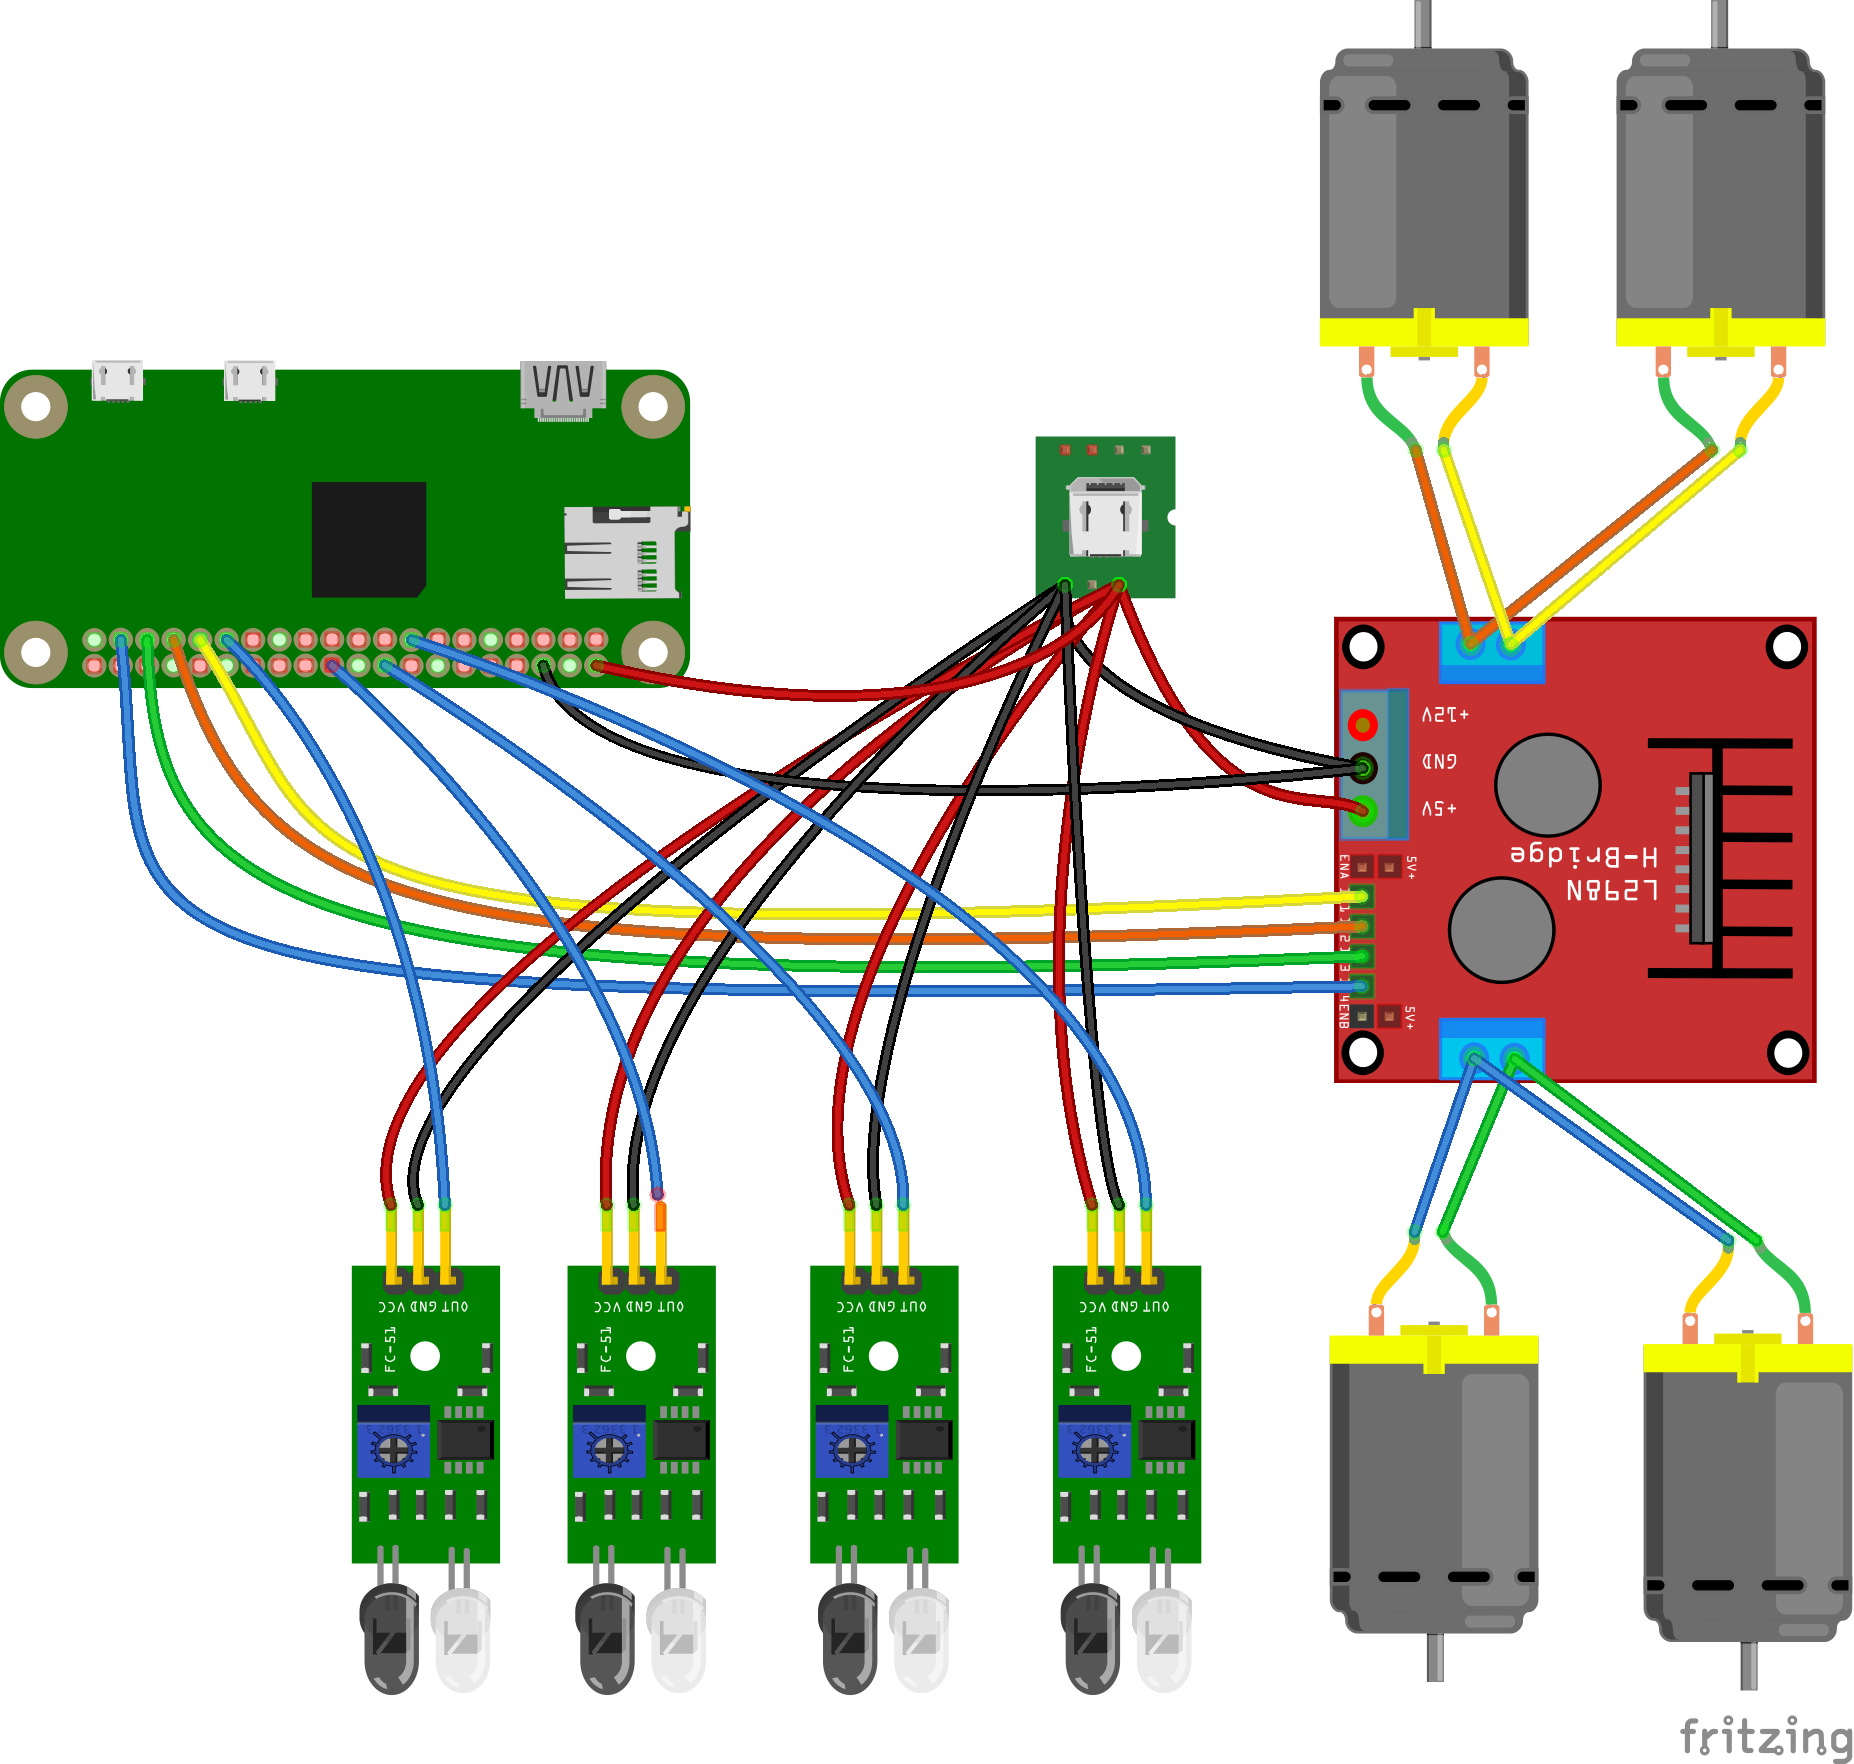 +12V
GND
+5V
ENA
5V+
H-Bridge
L298N
1
2
3
4
ENB
5V+
VCC GND OUT
VCC GND OUT
VCC GND OUT
VCC GND OUT
FC-51
FC-51
FC-51
FC-51
fritzing